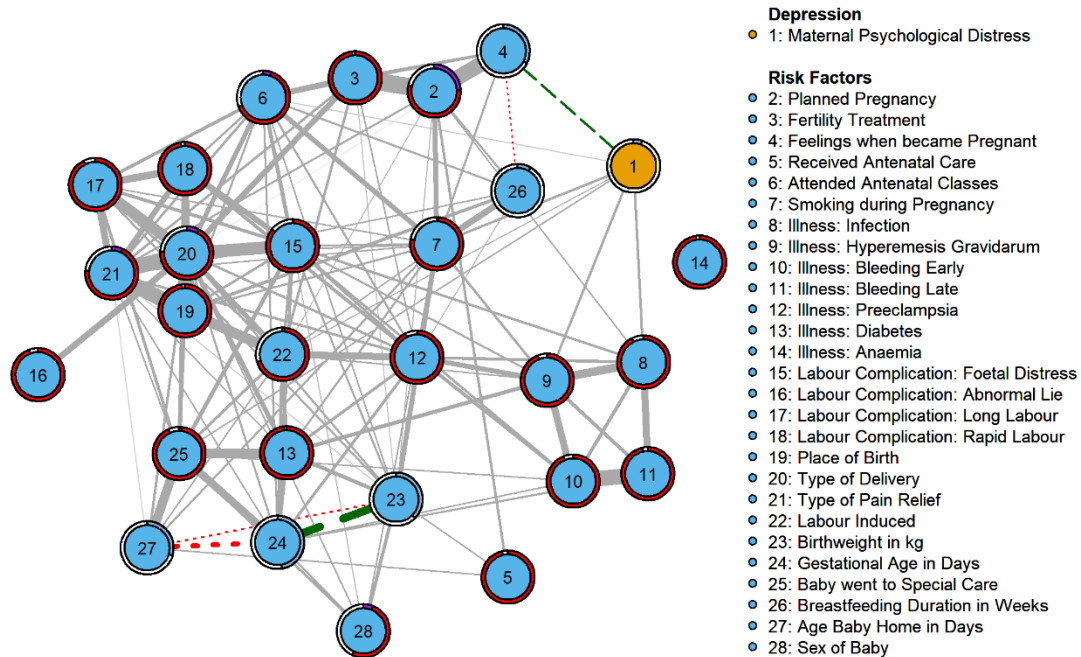 Depression
1: Maternal Psychological Distress
Risk Factors
2: Planned Pregnancy
3: Fertility Treatment
4: Feelings when became Pregnant
5: Received Antenatal Care
6: Attended Antenatal Classes
7: Smoking during Pregnancy
8: Illness: Infection
9: Illness: Hyperemesis Gravidarum
10: Illness: Bleeding Early
11: Illness: Bleeding Late
12: Illness: Preeclampsia
13: Illness: Diabetes
14: Illness: Anaemia
15: Labour Complication: Foetal Distress
16: Labour Complication: Abnormal Lie
17: Labour Complication: Long Labour
18: Labour Complication: Rapid Labour
19: Place of Birth
20: Type of Delivery
21: Type of Pain Relief
22: Labour Induced
23: Birthweight in kg
24: Gestational Age in Days
25: Baby went to Special Care
26: Breastfeeding Duration in Weeks
27: Age Baby Home in Days
28: Sex of Baby
4
3
2
6
1
18
17
26
7
15
20
14
21
19
22
12
8
16
9
25
13
11
10
23
24
27
5
28